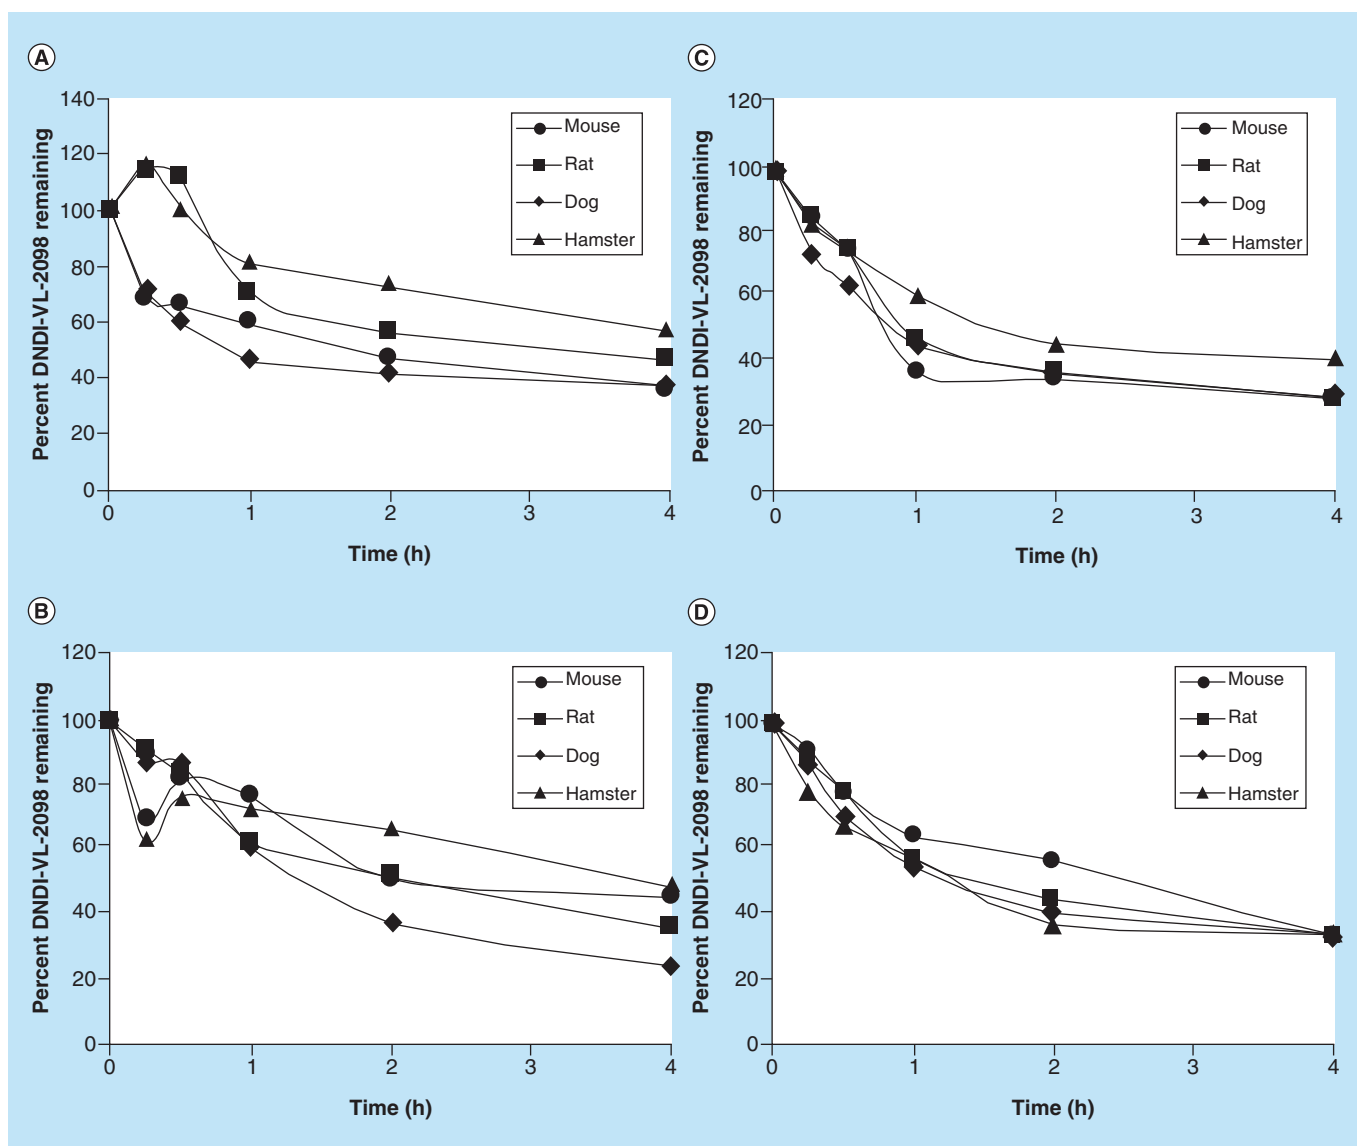 A
Percent DNDI-VL-2098 remaining
140
120
100
80
60
40
20
0
0 1 2 3 4
Time (h)
Mouse
Rat
Dog
Hamster
C
Percent DNDI-VL-2098 remaining
120
100
80
60
40
20
0
0 1 2 3 4
Time (h)
Mouse
Rat
Dog
Hamster
B
Percent DNDI-VL-2098 remaining
120
100
80
60
40
20
0
0 1 2 3 4
Time (h)
Mouse
Rat
Dog
Hamster
D
Percent DNDI-VL-2098 remaining
120
100
80
60
40
20
0
0 1 2 3 4
Time (h)
Mouse
Rat
Dog
Hamster